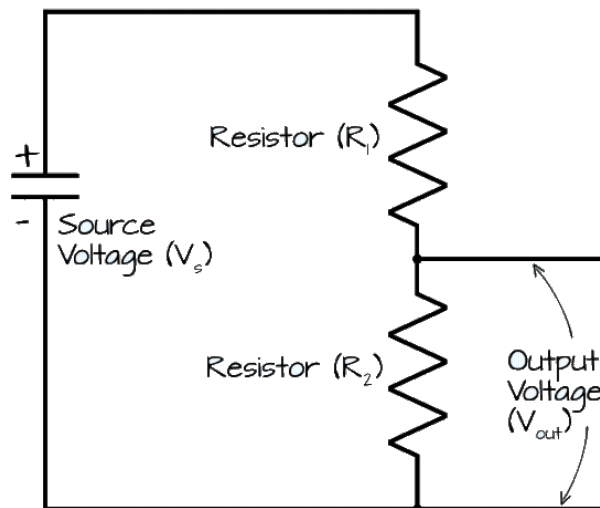 Resistor (R₁)
+
-
Source
Voltage (Vₛ)
Resistor (R₂)
Output
Voltage
(Vₒᵤₜ)